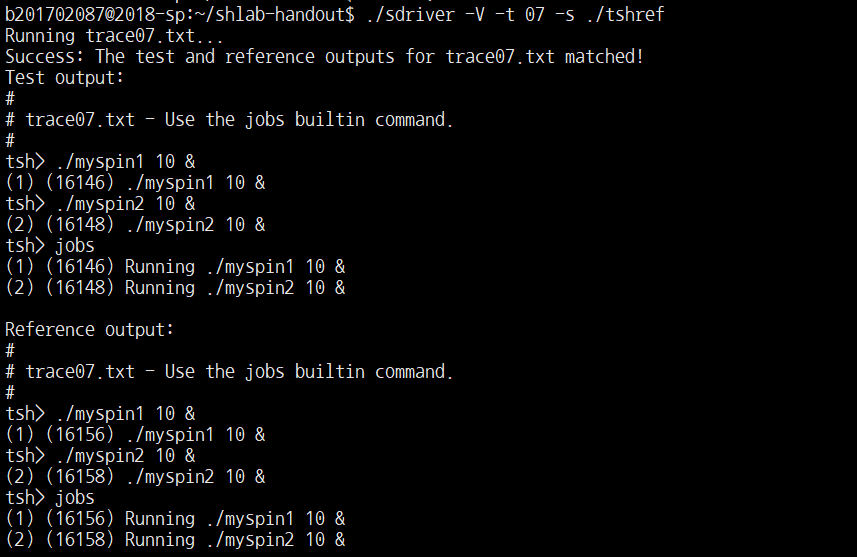 b201702087@2018-sp:~/shlab-handout$ ./sdriver -V -t 07 -s ./tshref
Running trace07.txt...
Success: The test and reference outputs for trace07.txt matched!
Test output:
#
# trace07.txt - Use the jobs builtin command.
#
tsh> ./myspin1 10 &
(1) (16146) ./myspin1 10 &
tsh> ./myspin2 10 &
(2) (16148) ./myspin2 10 &
tsh> jobs
(1) (16146) Running ./myspin1 10 &
(2) (16148) Running ./myspin2 10 &

Reference output:
#
# trace07.txt - Use the jobs builtin command.
#
tsh> ./myspin1 10 &
(1) (16156) ./myspin1 10 &
tsh> ./myspin2 10 &
(2) (16158) ./myspin2 10 &
tsh> jobs
(1) (16156) Running ./myspin1 10 &
(2) (16158) Running ./myspin2 10 &